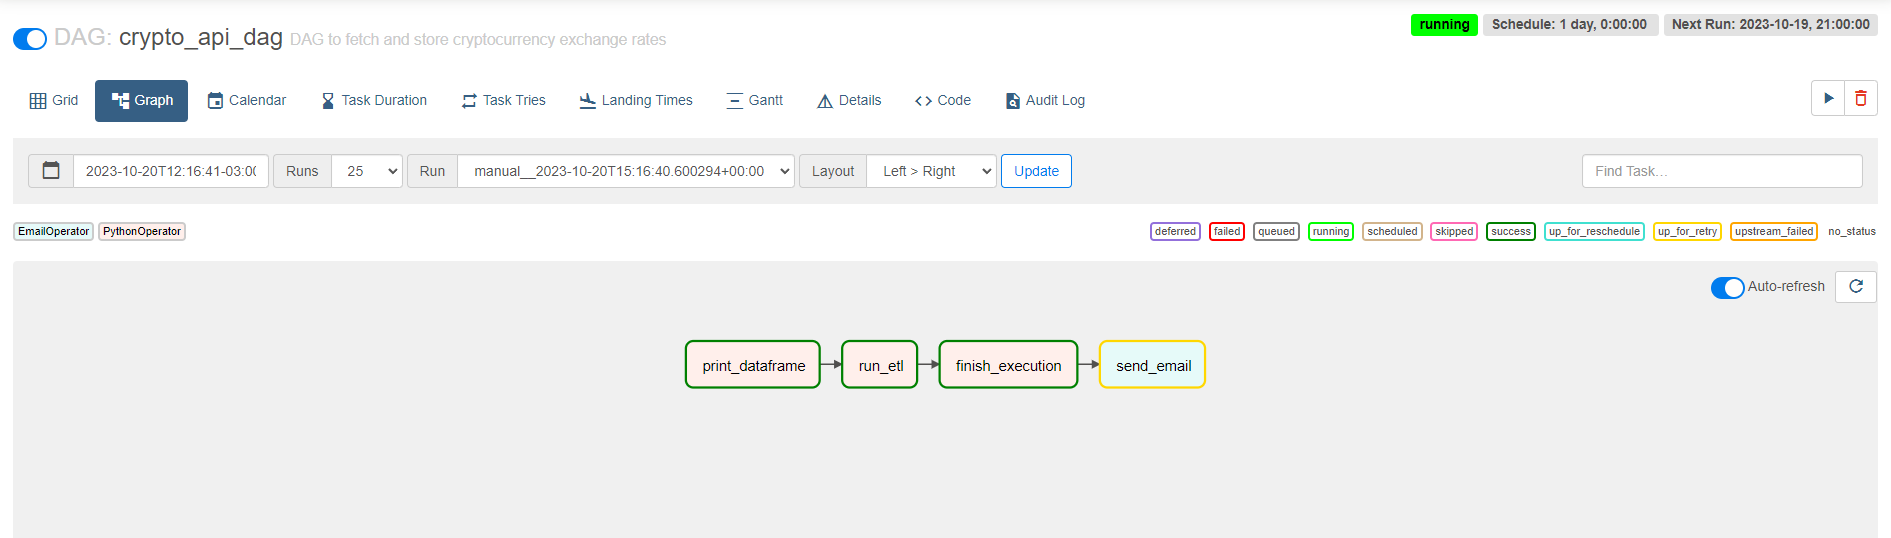 DAG: crypto_api_dag DAG to fetch and store cryptocurrency exchange rates
running Schedule: 1 day, 0:00:00 Next Run: 2023-10-19, 21:00:00
Grid Graph Calendar Task Duration Task Tries Landing Times Gantt Details Code Audit Log
2023-10-20T12:16:41-03:00 Runs 25 Run manual__2023-10-20T15:16:40.600294+00:00 Layout Left > Right Update Find Task...
EmailOperator PythonOperator deferred failed queued running scheduled skipped success up_for_reschedule up_for_retry upstream_failed no_status
Auto-refresh
print_dataframe run_etl finish_execution send_email